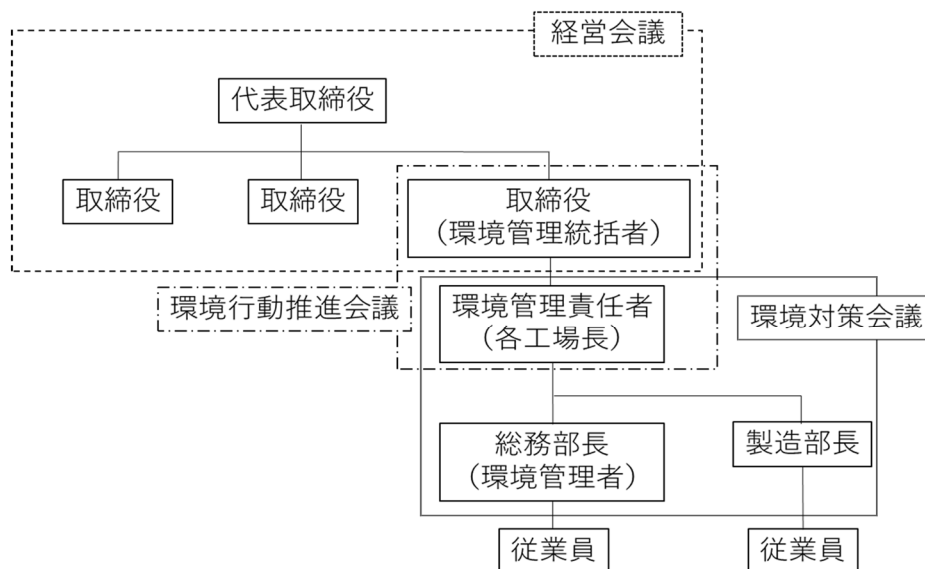 経営会議
代表取締役
取締役
取締役
取締役
（環境管理統括者）
環境行動推進会議
環境管理責任者
（各工場長）
環境対策会議
総務部長
（環境管理者）
製造部長
従業員
従業員